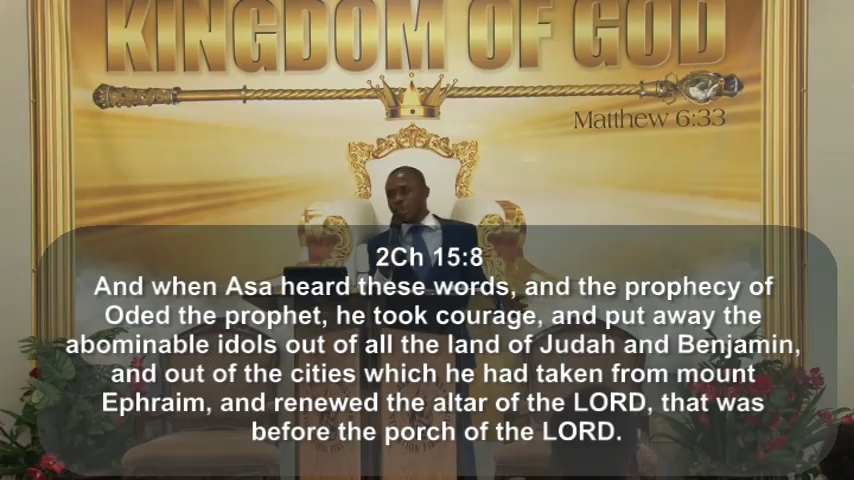 KINGDOM OF GOD
Matthew 6:33
2Ch 15:8
And when Asa heard these words, and the prophecy of
Oded the prophet, he took courage, and put away the
abominable idols out of all the land of Judah and Benjamin,
and out of the cities which he had taken from mount
Ephraim, and renewed the altar of the LORD, that was
before the porch of the LORD.